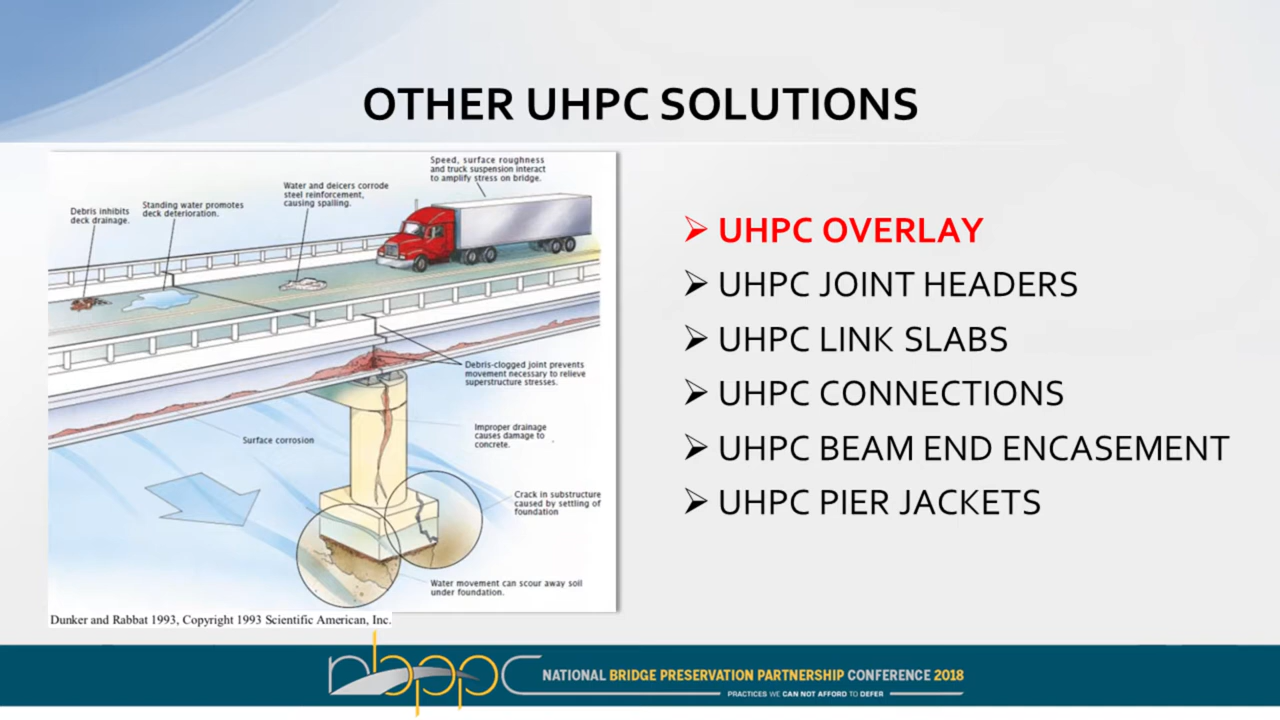 OTHER UHPC SOLUTIONS
Speed, surface roughness
and truck suspension interact
to amplify stress on bridge.
Water and deicers corrode
steel reinforcement,
causing spalling.
Standing water promotes
deck deterioration.
Debris inhibits
deck drainage.
Debris-clogged joint prevents
movement necessary to relieve
superstructure stresses.
Improper drainage
causes damage to
concrete.
Surface corrosion
Crack in substructure
caused by settling of
foundation
Water movement can scour away soil
under foundation.
Dunker and Rabbat 1993, Copyright 1993 Scientific American, Inc.
UHPC OVERLAY
UHPC JOINT HEADERS
UHPC LINK SLABS
UHPC CONNECTIONS
UHPC BEAM END ENCASEMENT
UHPC PIER JACKETS
nbppc
NATIONAL BRIDGE PRESERVATION PARTNERSHIP CONFERENCE 2018
PRACTICES WE CAN NOT AFFORD TO DEFER